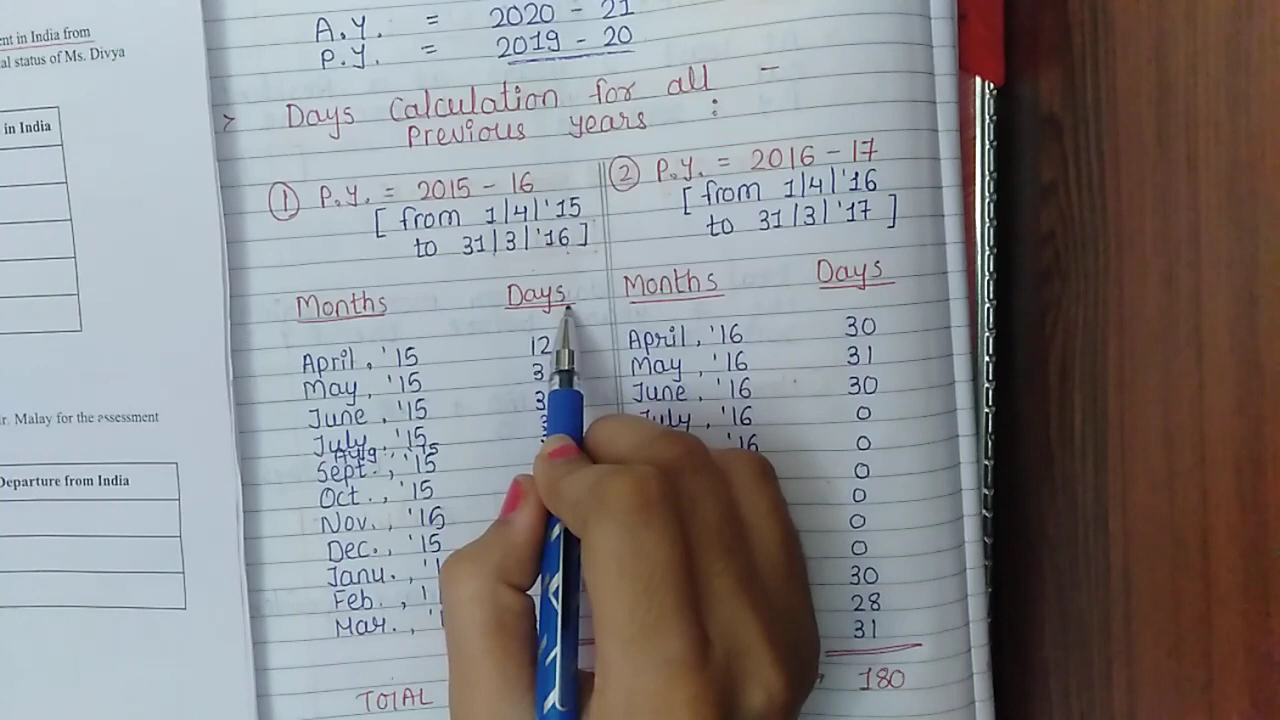 ent in India from
al status of Ms. Divya
in India
r. Malay for the assessment
Departure from India
A.Y. = 2020 - 21
P.Y. = 2019 - 20
> Days Calculation for all -
previous years :
① P.Y. = 2015 - 16
[ from 1/4/'15
to 31/3/'16 ]
Months Days
April, '15 12
May, '15 3
June, '15 3
July, '15
Aug., '15
Sept., '15
Oct., '15
Nov., '15
Dec., '15
Janu.,
Feb.,
Mar.,
TOTAL
② P.Y. = 2016 - 17
[ from 1/4/'16
to 31/3/'17 ]
Months Days
April, '16 30
May, '16 31
June, '16 30
July, '16 0
'16 0
0
0
0
0
30
28
31
180